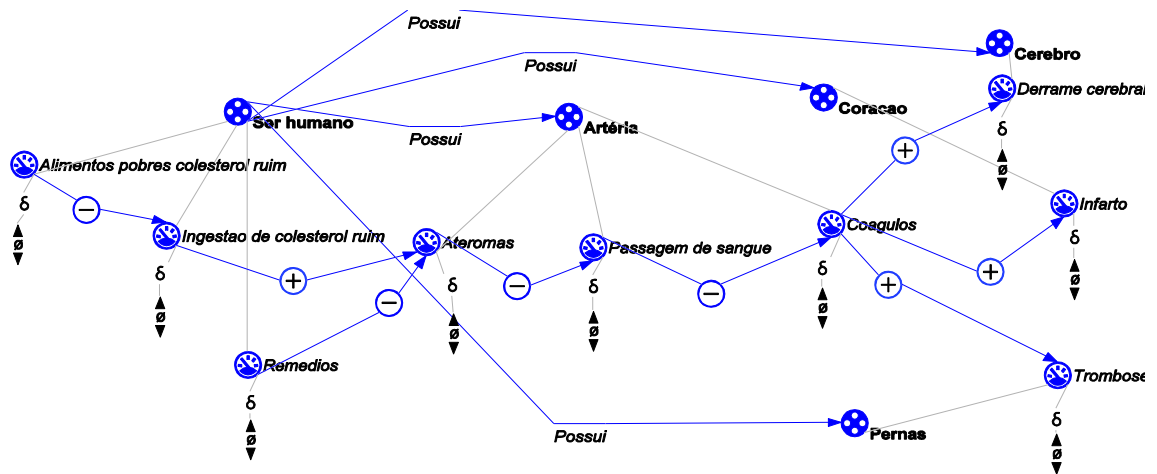 Possui
Cerebro
Possui
Derrame cerebral
Coracao
Ser humano
Possui
Artéria
δ
+
ø
Alimentos pobres colesterol ruim
δ
−
ø
Ingestao de colesterol ruim
Ateromas
Passagem de sangue
Coagulos
Infarto
δ
+
δ
δ
δ
δ
+
ø
−
−
−
+
ø
ø
ø
ø
ø
Remedios
Trombose
δ
ø
Possui
Pernas
δ
ø